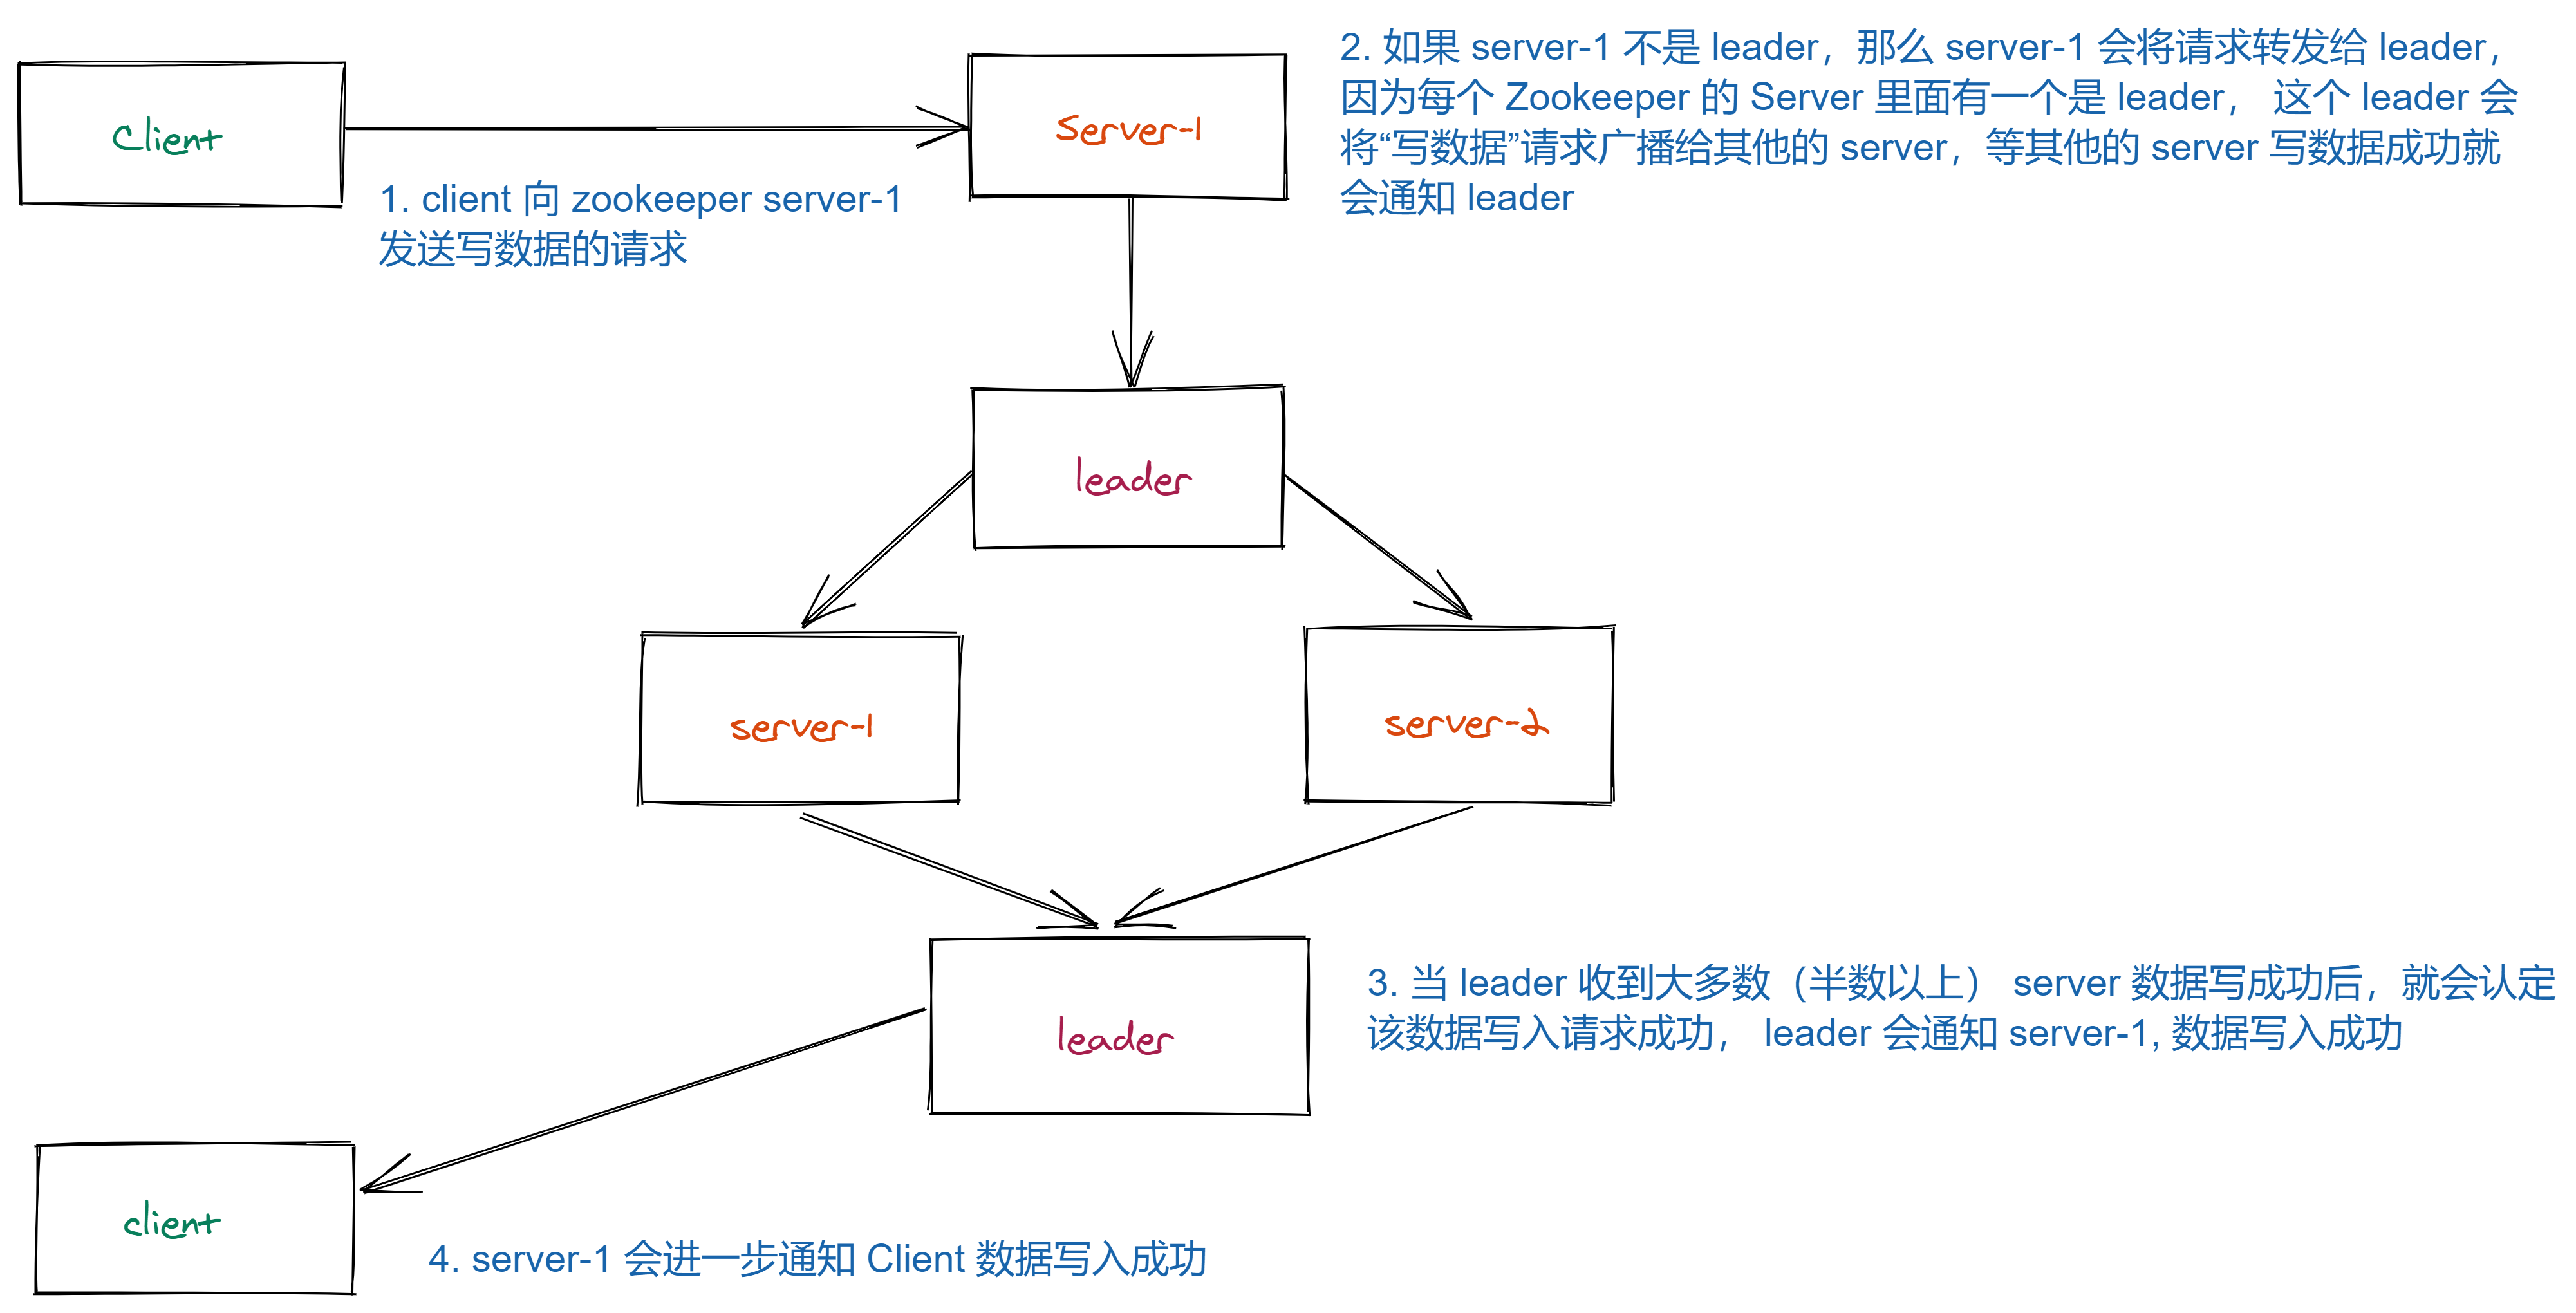 Client
Server-1
1. client 向 zookeeper server-1
发送写数据的请求
2. 如果 server-1 不是 leader，那么 server-1 会将请求转发给 leader，
因为每个 Zookeeper 的 Server 里面有一个是 leader， 这个 leader 会
将“写数据”请求广播给其他的 server，等其他的 server 写数据成功就
会通知 leader
leader
server-1
server-2
leader
3. 当 leader 收到大多数（半数以上） server 数据写成功后，就会认定
该数据写入请求成功， leader 会通知 server-1, 数据写入成功
client
4. server-1 会进一步通知 Client 数据写入成功